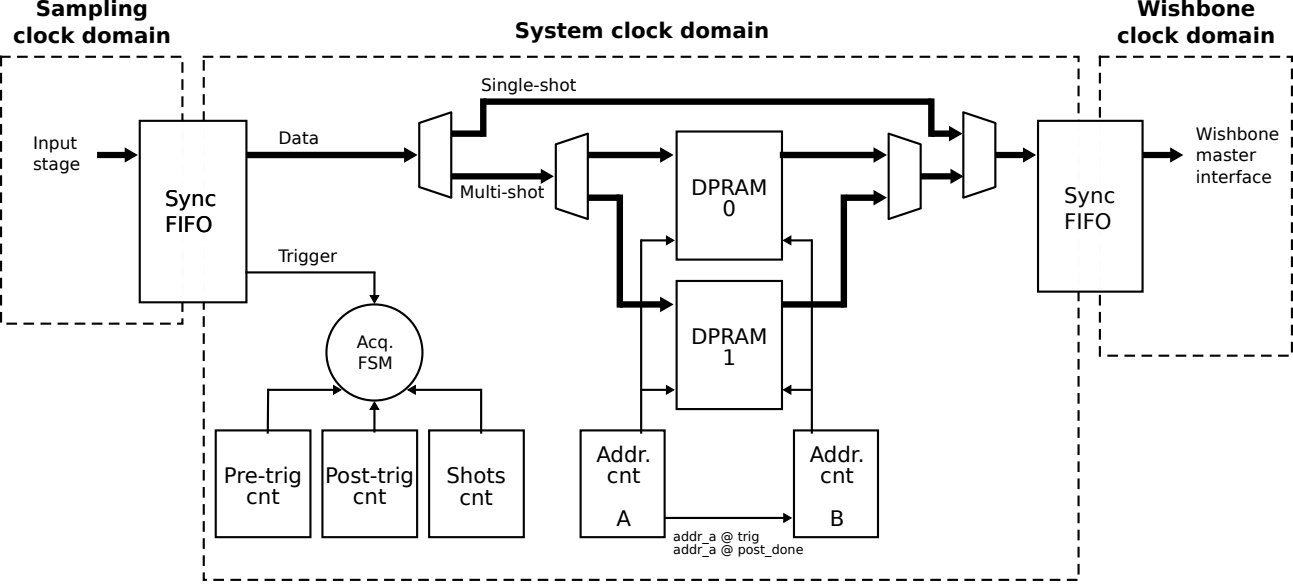 Sampling
clock domain
System clock domain
Wishbone
clock domain
Single-shot
Input
stage
Data
Multi-shot
Sync
FIFO
DPRAM
0
Sync
FIFO
Wishbone
master
interface
Trigger
Acq.
FSM
DPRAM
1
Pre-trig
cnt
Post-trig
cnt
Shots
cnt
Addr.
cnt
A
Addr.
cnt
B
addr_a @ trig
addr_a @ post_done